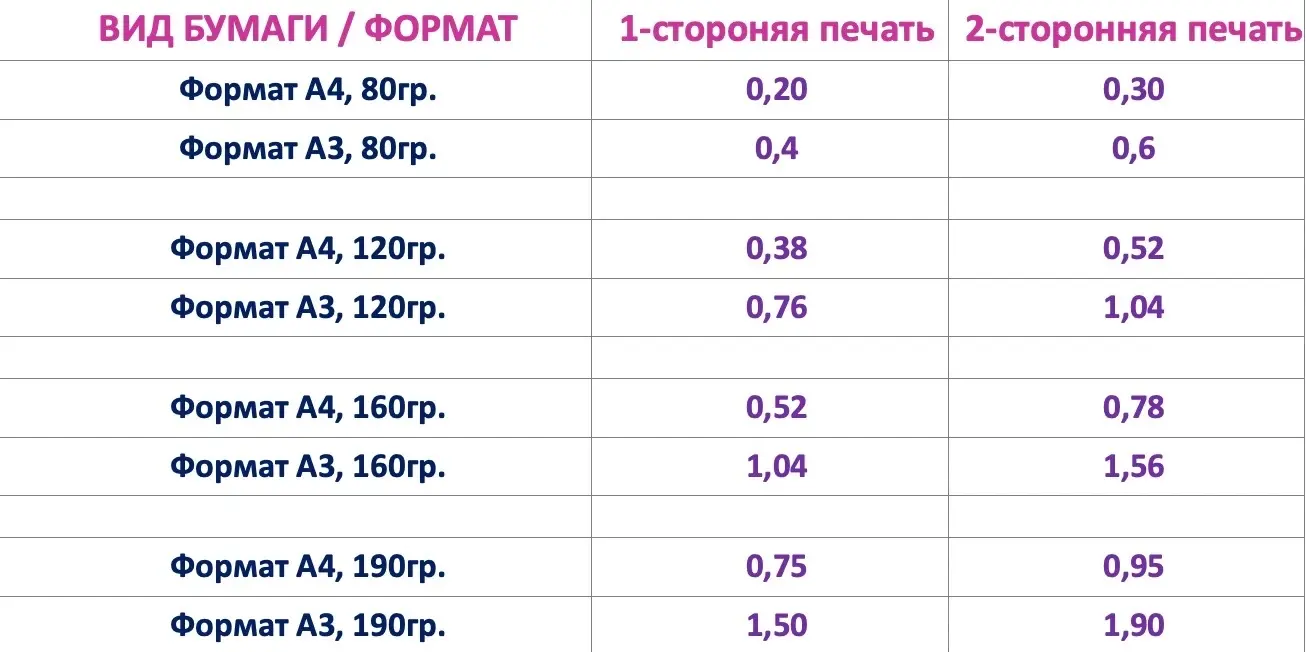 ВИД БУМАГИ / ФОРМАТ 1-стороняя печать 2-сторонняя печать
Формат А4, 80гр. 0,20 0,30
Формат А3, 80гр. 0,4 0,6
Формат А4, 120гр. 0,38 0,52
Формат А3, 120гр. 0,76 1,04
Формат А4, 160гр. 0,52 0,78
Формат А3, 160гр. 1,04 1,56
Формат А4, 190гр. 0,75 0,95
Формат А3, 190гр. 1,50 1,90